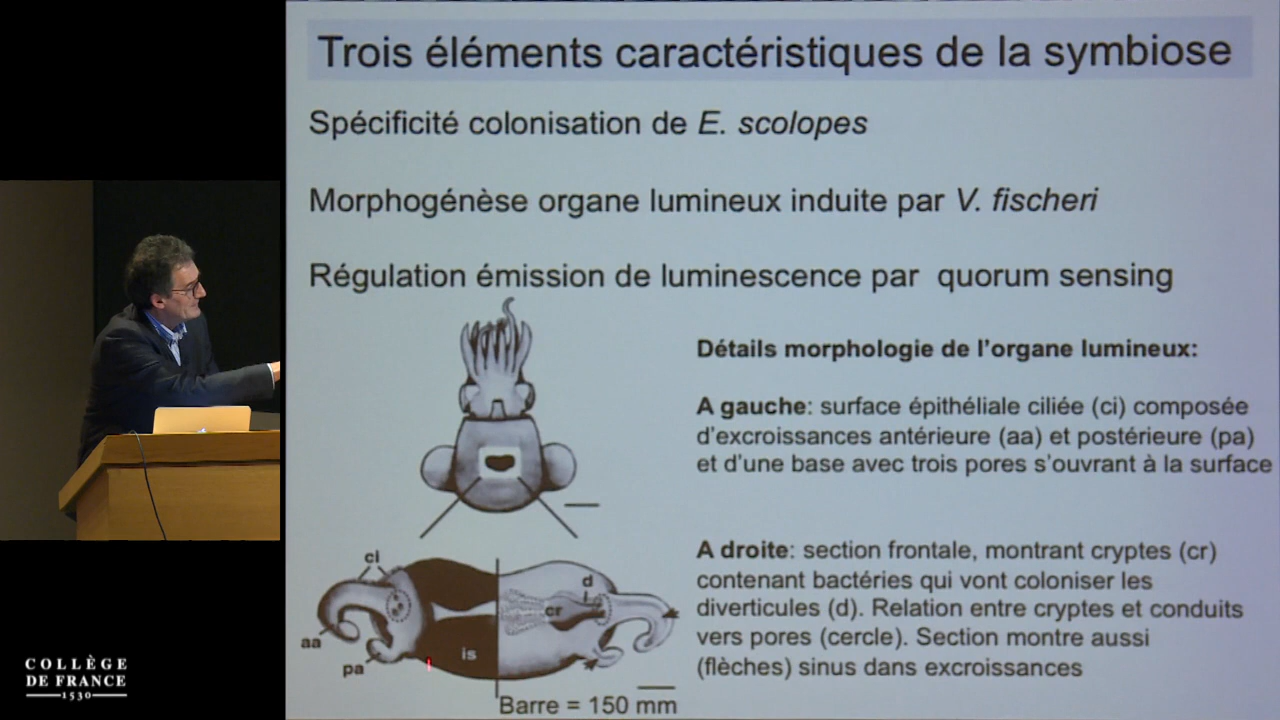 Trois éléments caractéristiques de la symbiose
Spécificité colonisation de E. scolopes
Morphogénèse organe lumineux induite par V. fischeri
Régulation émission de luminescence par quorum sensing
Détails morphologie de l'organe lumineux:
A gauche: surface épithéliale ciliée (ci) composée
d'excroissances antérieure (aa) et postérieure (pa)
et d'une base avec trois pores s'ouvrant à la surface
A droite: section frontale, montrant cryptes (cr)
contenant bactéries qui vont coloniser les
diverticules (d). Relation entre cryptes et conduits
vers pores (cercle). Section montre aussi
(flèches) sinus dans excroissances
ci
d
cr
aa
pa
is
Barre = 150 mm
COLLÈGE
DE FRANCE
1530